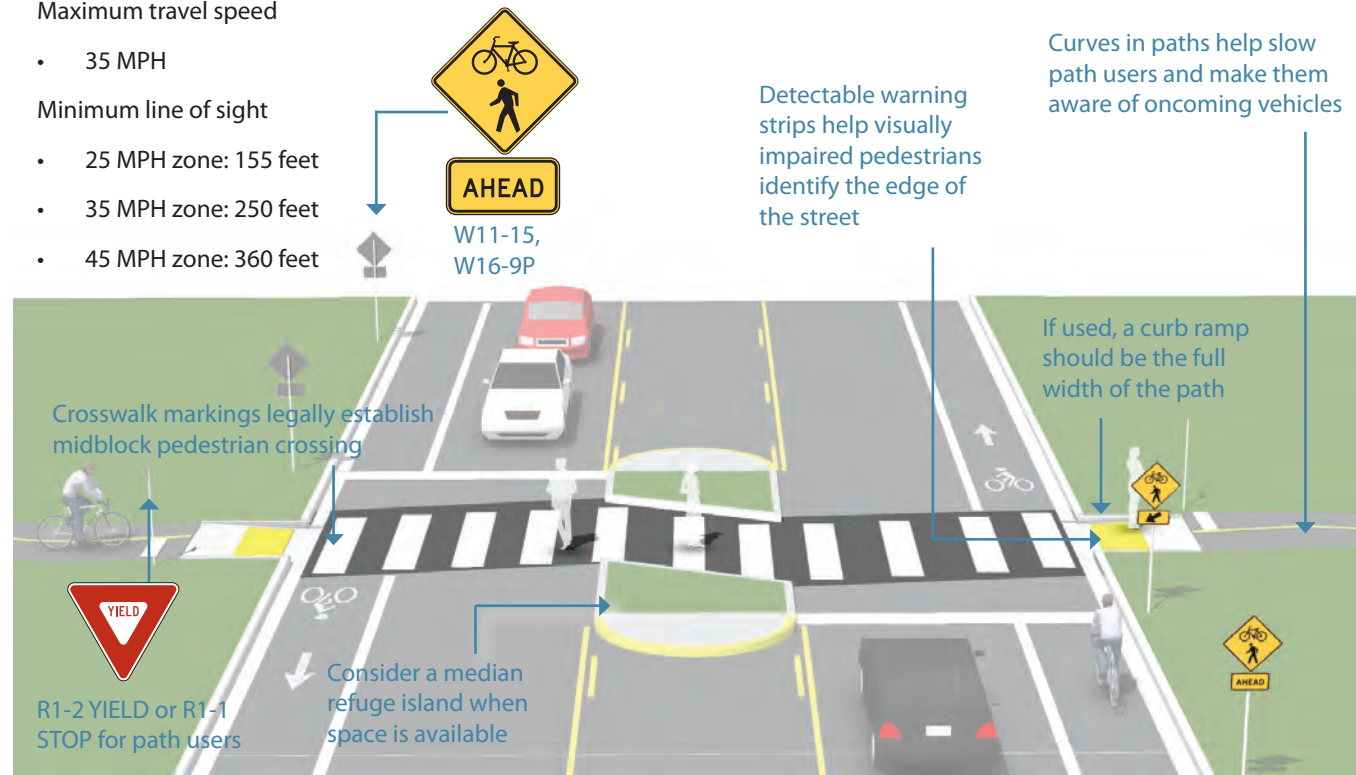 Maximum travel speed
• 35 MPH
Minimum line of sight
• 25 MPH zone: 155 feet
• 35 MPH zone: 250 feet
• 45 MPH zone: 360 feet
AHEAD
W11-15,
W16-9P
Detectable warning
strips help visually
impaired pedestrians
identify the edge of
the street
Curves in paths help slow
path users and make them
aware of oncoming vehicles
If used, a curb ramp
should be the full
width of the path
Crosswalk markings legally establish
midblock pedestrian crossing
YIELD
R1-2 YIELD or R1-1
STOP for path users
Consider a median
refuge island when
space is available
AHEAD